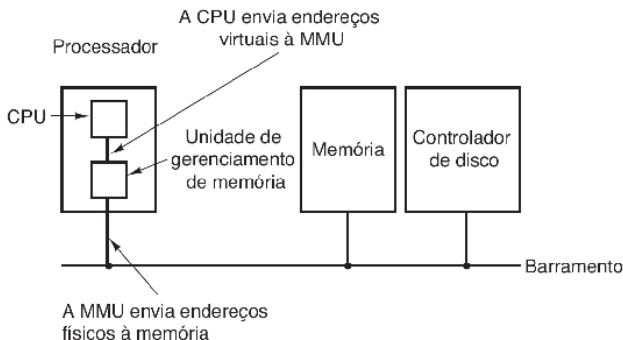 A CPU envia endereços
virtuais à MMU
Processador
CPU
Unidade de
gerenciamento
de memória
Memória
Controlador
de disco
Barramento
A MMU envia endereços
físicos à memória